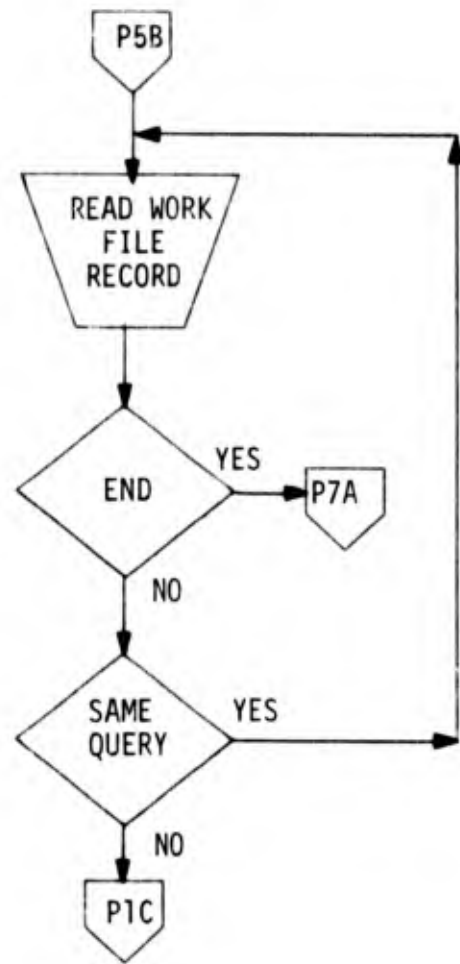 P5B
READ WORK
FILE
RECORD
END
YES
P7A
NO
SAME
QUERY
YES
NO
P1C